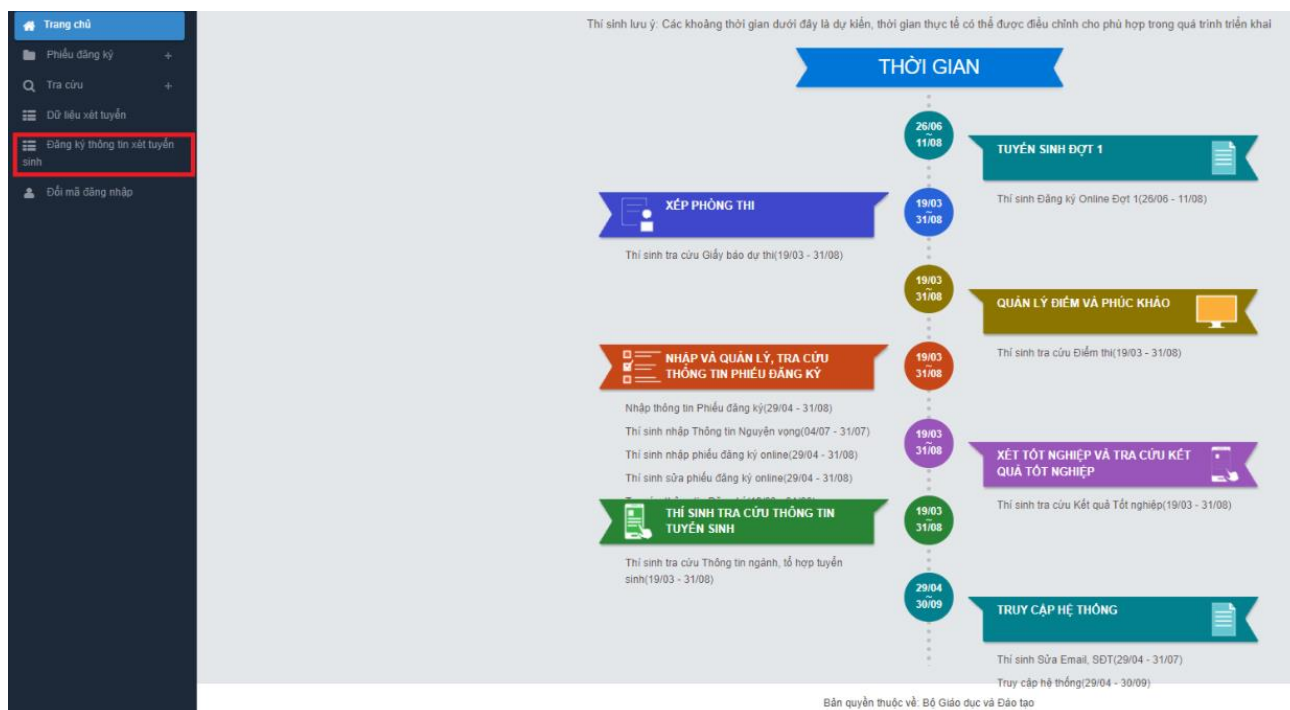 Trang chủ
Phiếu đăng ký +
Tra cứu +
Dữ liệu xét tuyển
Đăng ký thông tin xét tuyển
sinh
Đổi mã đăng nhập
Thí sinh lưu ý: Các khoảng thời gian dưới đây là dự kiến, thời gian thực tế có thể được điều chỉnh cho phù hợp trong quá trình triển khai
THỜI GIAN
26/06
~
11/08
TUYỂN SINH ĐỢT 1
Thí sinh Đăng ký Online Đợt 1(26/06 - 11/08)
XẾP PHÒNG THI
19/03
~
31/08
Thí sinh tra cứu Giấy báo dự thi(19/03 - 31/08)
19/03
~
31/08
QUẢN LÝ ĐIỂM VÀ PHÚC KHẢO
Thí sinh tra cứu Điểm thi(19/03 - 31/08)
NHẬP VÀ QUẢN LÝ, TRA CỨU
THÔNG TIN PHIẾU ĐĂNG KÝ
19/03
~
31/08
Nhập thông tin Phiếu đăng ký(29/04 - 31/08)
Thí sinh nhập Thông tin Nguyện vọng(04/07 - 31/07)
Thí sinh nhập phiếu đăng ký online(29/04 - 31/08)
Thí sinh sửa phiếu đăng ký online(29/04 - 31/08)
19/03
~
31/08
XÉT TỐT NGHIỆP VÀ TRA CỨU KẾT
QUẢ TỐT NGHIỆP
Thí sinh tra cứu Kết quả Tốt nghiệp(19/03 - 31/08)
THÍ SINH TRA CỨU THÔNG TIN
TUYỂN SINH
19/03
~
31/08
Thí sinh tra cứu Thông tin ngành, tổ hợp tuyển
sinh(19/03 - 31/08)
29/04
~
30/09
TRUY CẬP HỆ THỐNG
Thí sinh Sửa Email, SĐT(29/04 - 31/07)
Truy cập hệ thống(29/04 - 30/09)
Bản quyền thuộc về: Bộ Giáo dục và Đào tạo